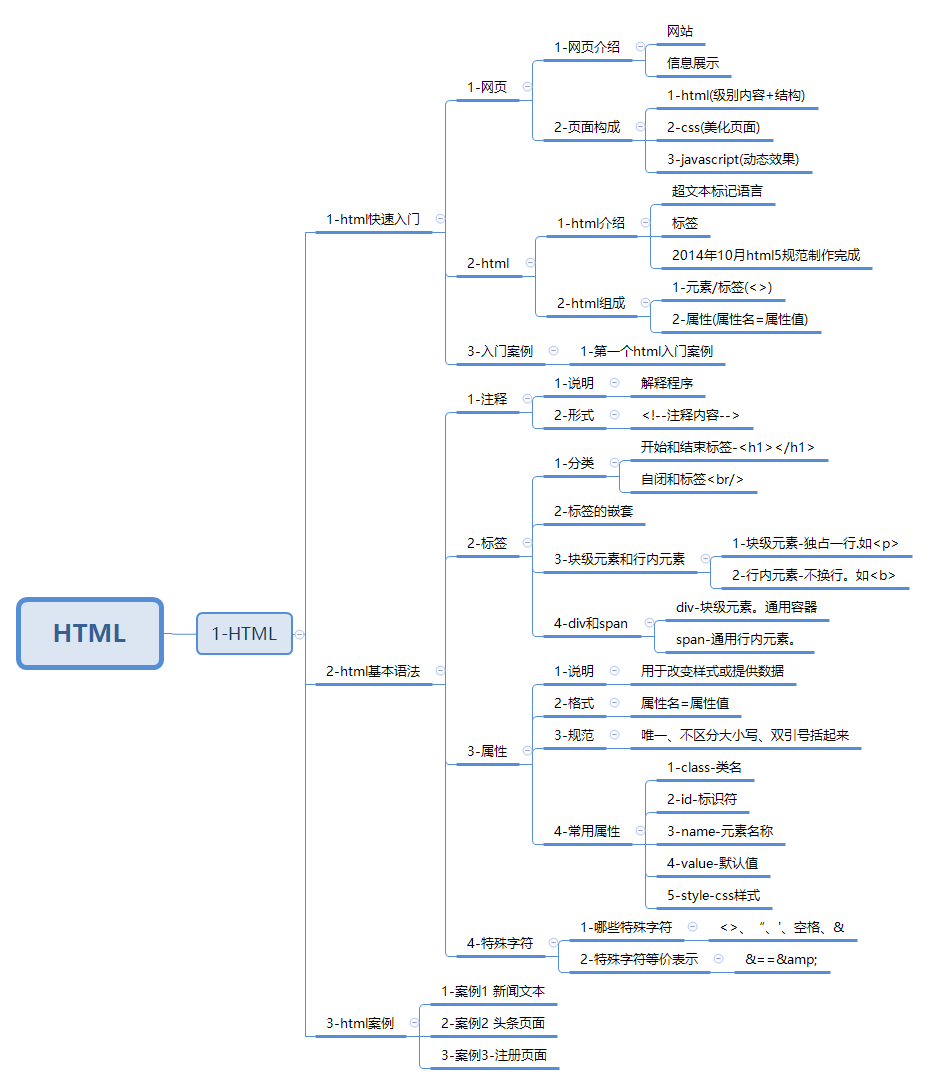 HTML
1-HTML
1-html快速入门
1-网页
1-网页介绍
网站
信息展示
2-页面构成
1-html(级别内容+结构)
2-css(美化页面)
3-javascript(动态效果)
2-html
1-html介绍
超文本标记语言
标签
2014年10月html5规范制作完成
2-html组成
1-元素/标签(<>)
2-属性(属性名=属性值)
3-入门案例
1-第一个html入门案例
2-html基本语法
1-注释
1-说明
解释程序
2-形式
<!--注释内容-->
2-标签
1-分类
开始和结束标签-<h1></h1>
自闭和标签<br/>
2-标签的嵌套
3-块级元素和行内元素
1-块级元素-独占一行.如<p>
2-行内元素-不换行。如<b>
4-div和span
div-块级元素。通用容器
span-通用行内元素。
3-属性
1-说明
用于改变样式或提供数据
2-格式
属性名=属性值
3-规范
唯一、不区分大小写、双引号括起来
4-常用属性
1-class-类名
2-id-标识符
3-name-元素名称
4-value-默认值
5-style-css样式
4-特殊字符
1-哪些特殊字符
<>、“、'、空格、&
2-特殊字符等价表示
&==&amp;
3-html案例
1-案例1 新闻文本
2-案例2 头条页面
3-案例3-注册页面